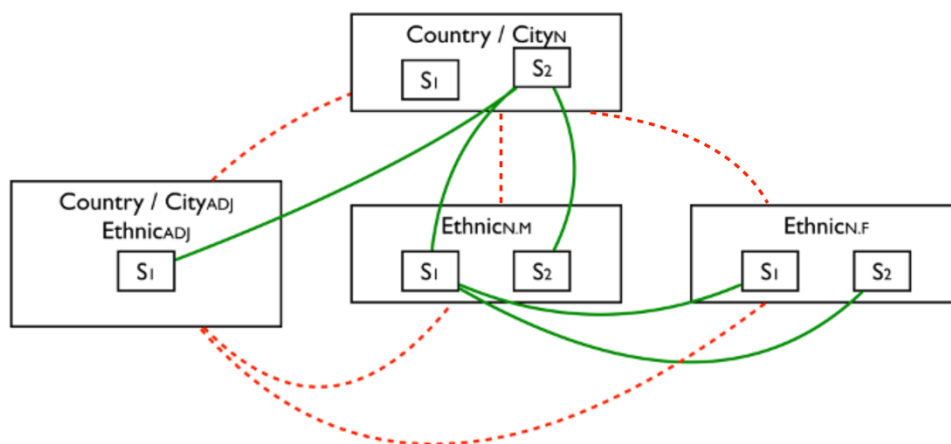 Country / CityN
S1
S2
Country / CityADJ
EthnicADJ
S1
EthnicN.M
S1
S2
EthnicN.F
S1
S2